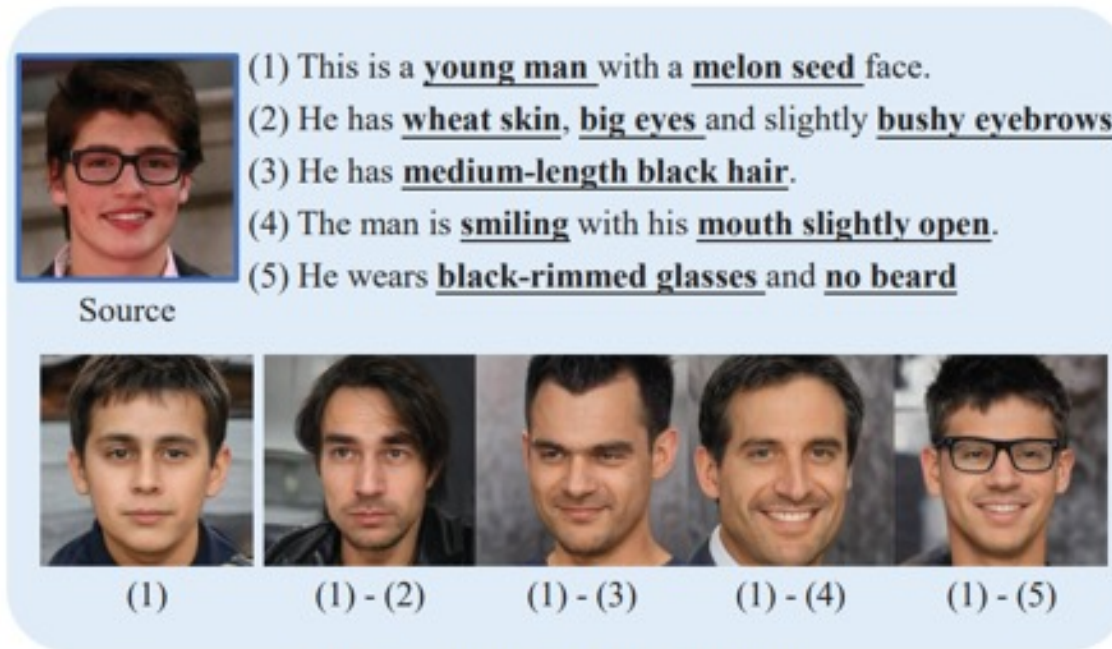 (1) This is a young man with a melon seed face.
(2) He has wheat skin, big eyes and slightly bushy eyebrows
(3) He has medium-length black hair.
(4) The man is smiling with his mouth slightly open.
(5) He wears black-rimmed glasses and no beard
Source
(1) (1) - (2) (1) - (3) (1) - (4) (1) - (5)